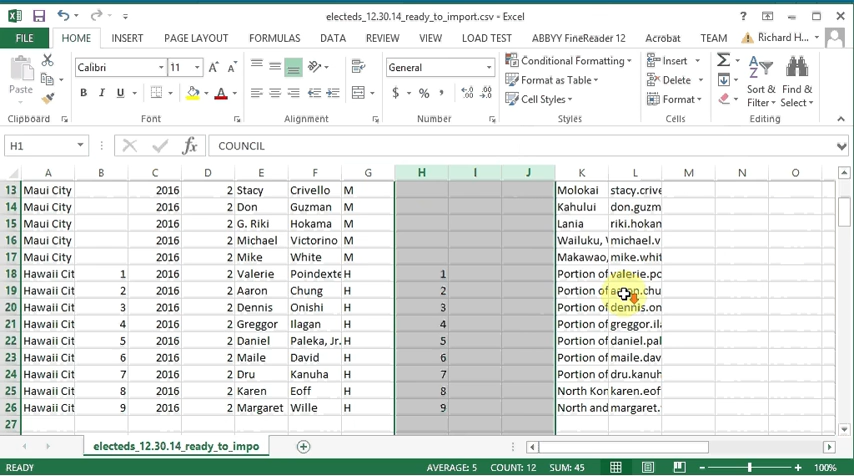 electeds_12.30.14_ready_to_import.csv - Excel
FILE HOME INSERT PAGE LAYOUT FORMULAS DATA REVIEW VIEW LOAD TEST ABBYY FineReader 12 Acrobat TEAM Richard H...
Paste
Calibri 11
General
Conditional Formatting
Format as Table
Cell Styles
Insert
Delete
Format
Sort & Filter
Find & Select
B I U
$ % ,
Clipboard Font Alignment Number Styles Cells Editing
H1 fx COUNCIL
A B C D E F G H I J K L M N O
13 Maui City 2016 2 Stacy Crivello M Molokai stacy.crive
14 Maui City 2016 2 Don Guzman M Kahului don.guzm
15 Maui City 2016 2 G. Riki Hokama M Lania riki.hokan
16 Maui City 2016 2 Michael Victorino M Wailuku, V michael.v
17 Maui City 2016 2 Mike White M Makawao, mike.whit
18 Hawaii Cit 1 2016 2 Valerie Poindexte H 1 Portion of valerie.po
19 Hawaii Cit 2 2016 2 Aaron Chung H 2 Portion of aaron.chu
20 Hawaii Cit 3 2016 2 Dennis Onishi H 3 Portion of dennis.on
21 Hawaii Cit 4 2016 2 Greggor Ilagan H 4 Portion of greggor.ila
22 Hawaii Cit 5 2016 2 Daniel Paleka, Jr. H 5 Portion of daniel.pal
23 Hawaii Cit 6 2016 2 Maile David H 6 Portion of maile.dav
24 Hawaii Cit 7 2016 2 Dru Kanuha H 7 Portion of dru.kanuh
25 Hawaii Cit 8 2016 2 Karen Eoff H 8 North Kon karen.eof
26 Hawaii Cit 9 2016 2 Margaret Wille H 9 North and margaret.
27
electeds_12.30.14_ready_to_impo
READY AVERAGE: 5 COUNT: 12 SUM: 45 100%